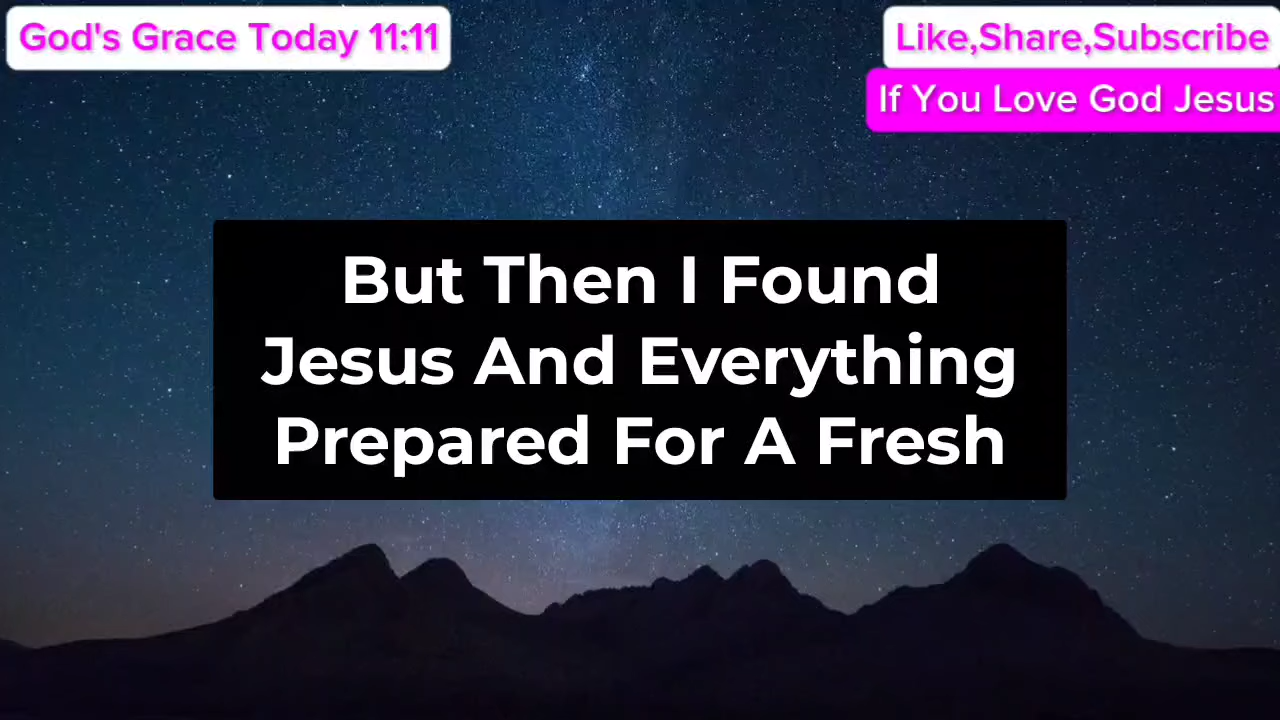 God's Grace Today 11:11
Like,Share,Subscribe
If You Love God Jesus
But Then I Found
Jesus And Everything
Prepared For A Fresh